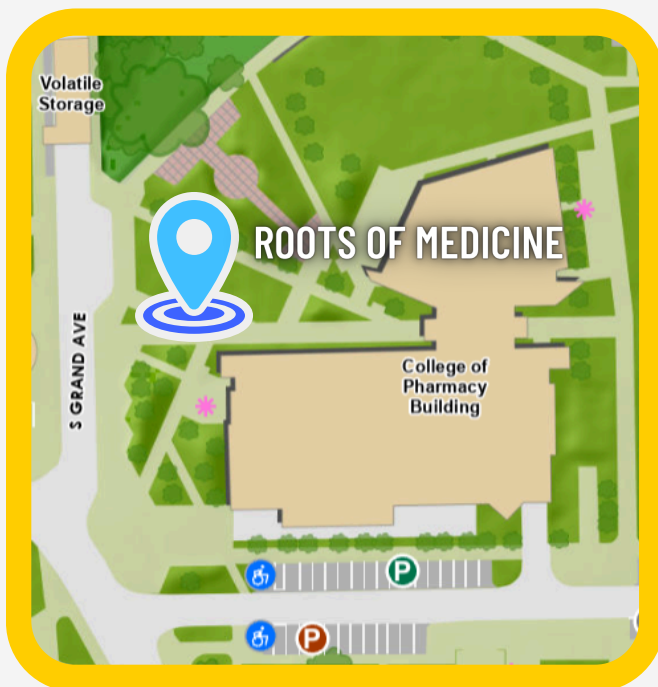 Volatile
Storage
ROOTS OF MEDICINE
S GRAND AVE
College of
Pharmacy
Building
P
P